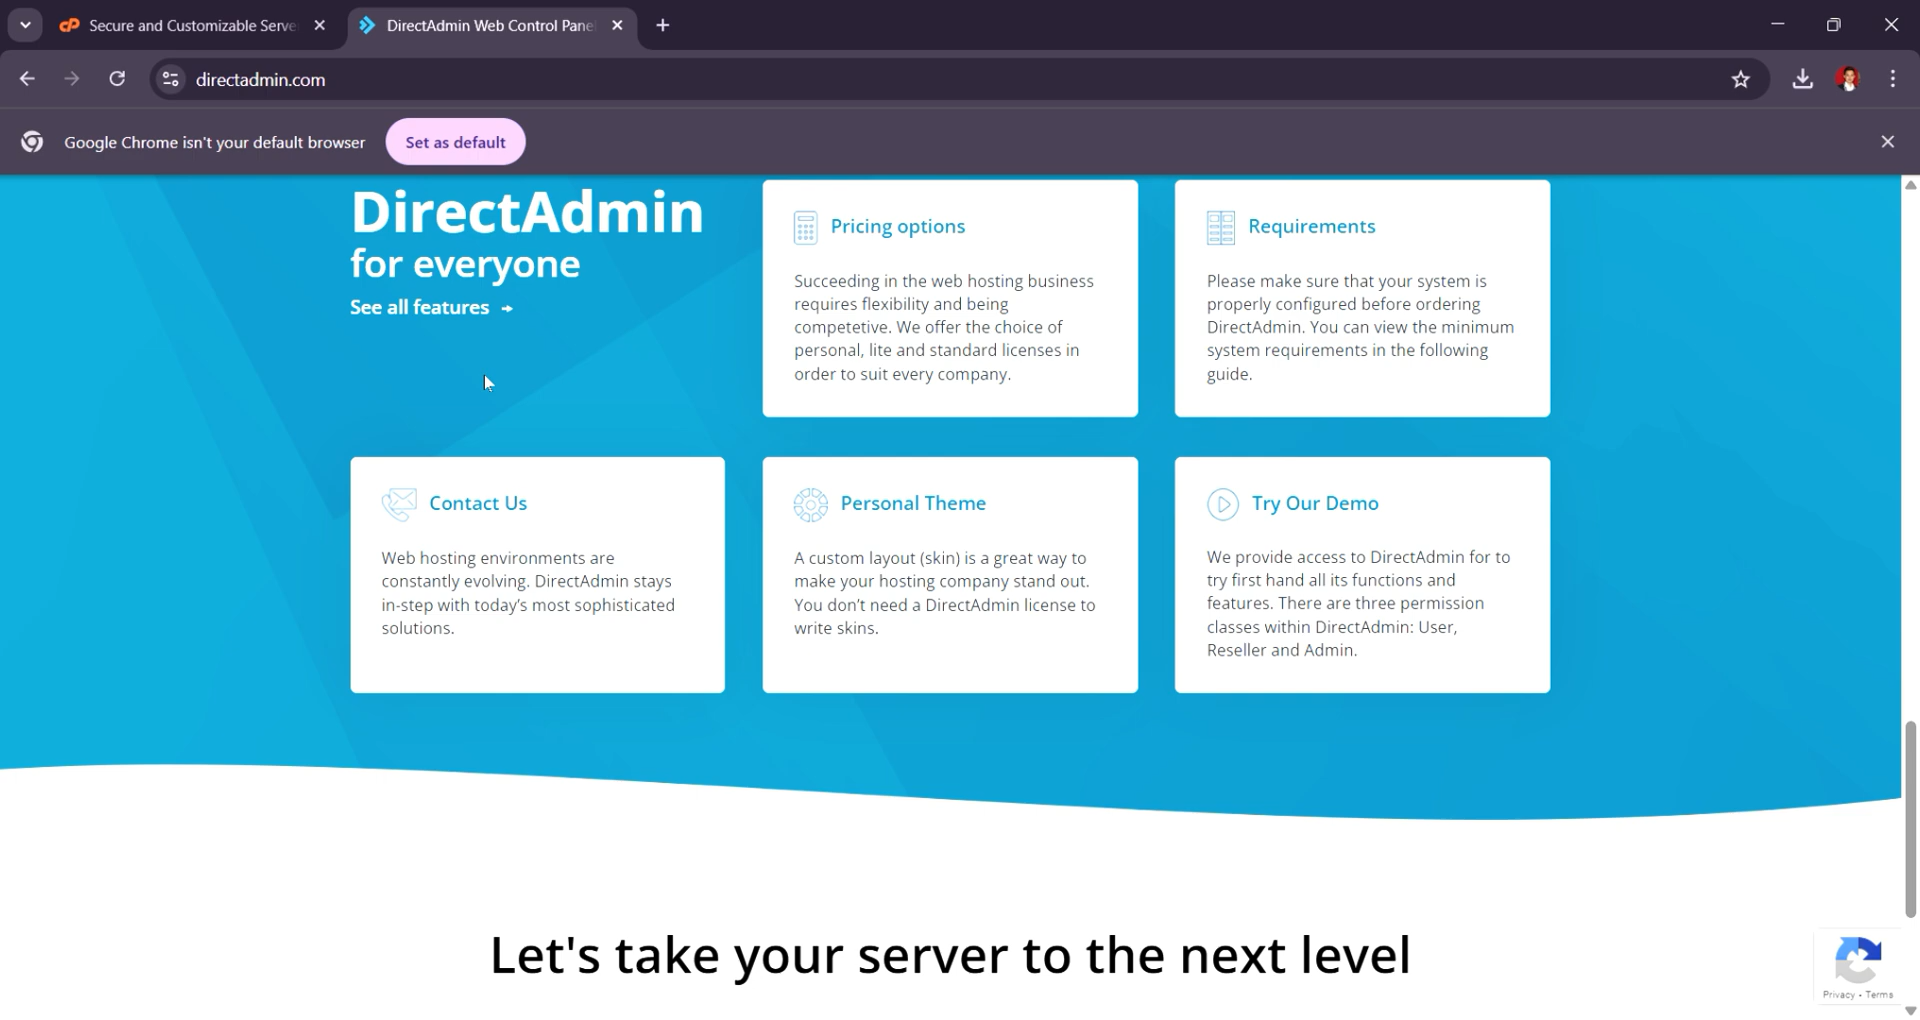 Secure and Customizable Serve
DirectAdmin Web Control Pane
directadmin.com
Google Chrome isn't your default browser
Set as default
DirectAdmin
for everyone
See all features
Pricing options
Succeeding in the web hosting business
requires flexibility and being
competetive. We offer the choice of
personal, lite and standard licenses in
order to suit every company.
Requirements
Please make sure that your system is
properly configured before ordering
DirectAdmin. You can view the minimum
system requirements in the following
guide.
Contact Us
Web hosting environments are
constantly evolving. DirectAdmin stays
in-step with today's most sophisticated
solutions.
Personal Theme
A custom layout (skin) is a great way to
make your hosting company stand out.
You don't need a DirectAdmin license to
write skins.
Try Our Demo
We provide access to DirectAdmin for to
try first hand all its functions and
features. There are three permission
classes within DirectAdmin: User,
Reseller and Admin.
Let's take your server to the next level
Privacy - Terms